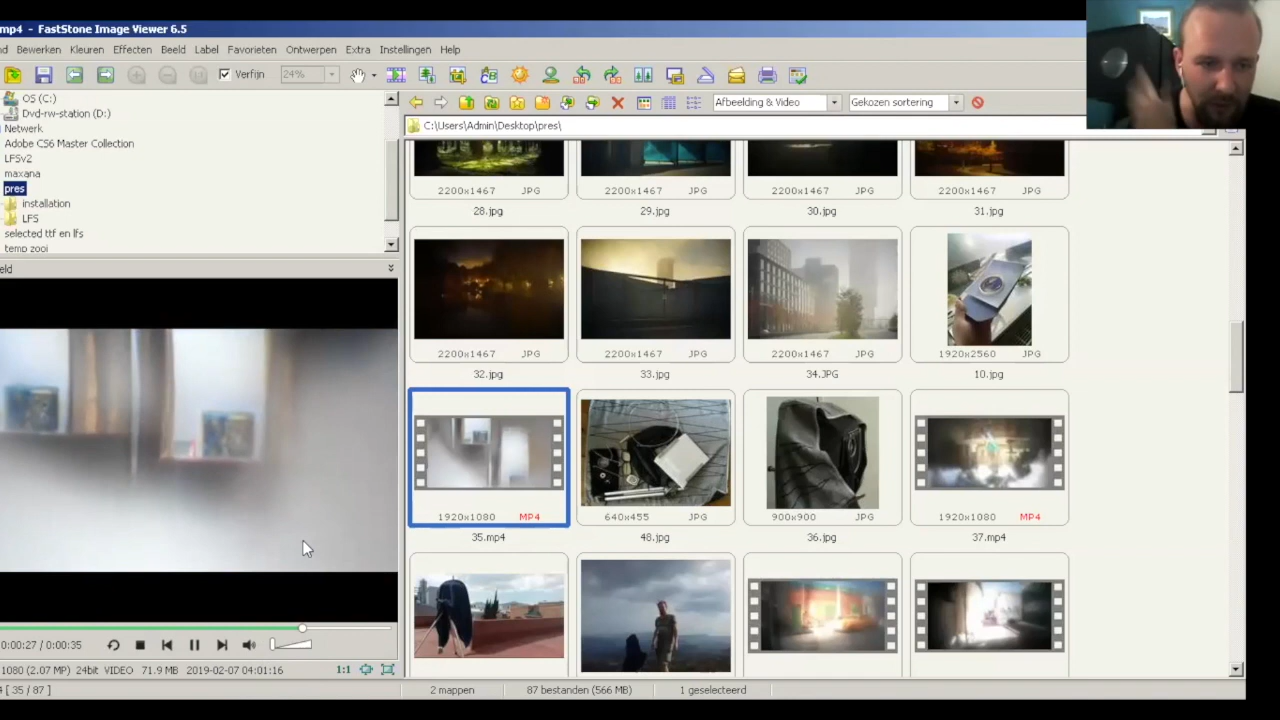 mp4 - FastStone Image Viewer 6.5
d Bewerken Kleuren Effecten Beeld Label Favorieten Ontwerpen Extra Instellingen Help
Verfijn 24%
OS (C:)
Dvd-rw-station (D:)
Netwerk
Adobe CS6 Master Collection
LFSv2
maxana
pres
installation
LFS
selected ttf en lfs
temp zooi
eld
Afbeelding & Video Gekozen sortering
C:\Users\Admin\Desktop\pres\
2200x1467 JPG 2200x1467 JPG 2200x1467 JPG 2200x1467 JPG
28.jpg 29.jpg 30.jpg 31.jpg
2200x1467 JPG 2200x1467 JPG 2200x1467 JPG 1920x2560 JPG
32.jpg 33.jpg 34.JPG 10.jpg
1920x1080 MP4 640x455 JPG 900x900 JPG 1920x1080 MP4
35.mp4 48.jpg 36.jpg 37.mp4
0:00:27 / 0:00:35
1080 (2.07 MP) 24bit VIDEO 71.9 MB 2019-02-07 04:01:16 1:1
[ 35 / 87 ]
2 mappen 87 bestanden (566 MB) 1 geselecteerd